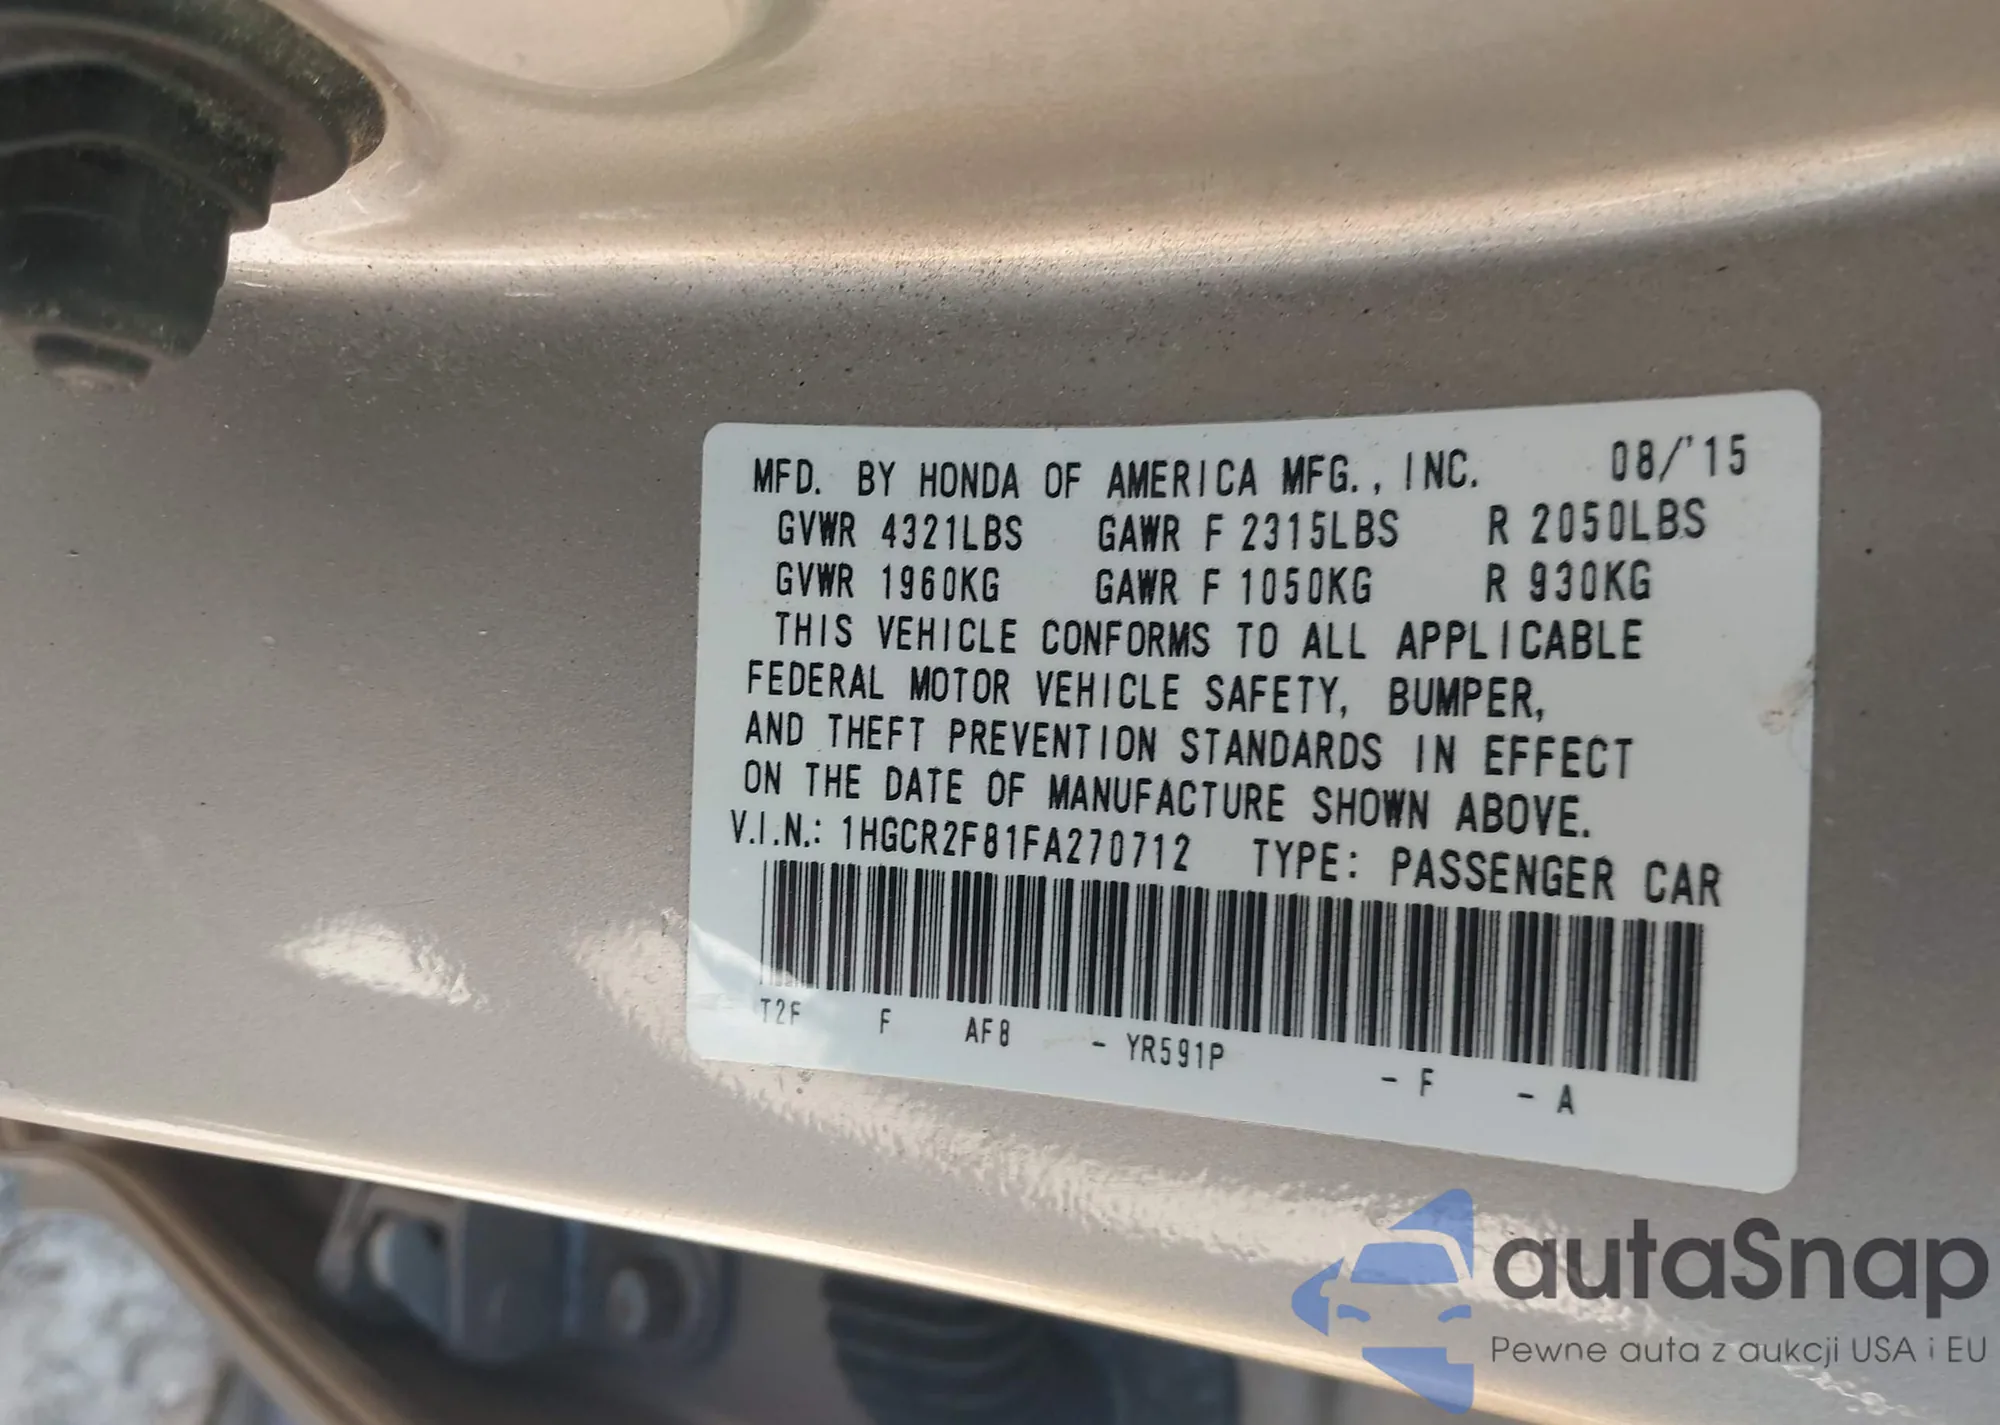 MFD. BY HONDA OF AMERICA MFG., INC. 08/'15
GVWR 4321LBS GAWR F 2315LBS R 2050LBS
GVWR 1960KG GAWR F 1050KG R 930KG
THIS VEHICLE CONFORMS TO ALL APPLICABLE
FEDERAL MOTOR VEHICLE SAFETY, BUMPER,
AND THEFT PREVENTION STANDARDS IN EFFECT
ON THE DATE OF MANUFACTURE SHOWN ABOVE.
V.I.N.: 1HGCR2F81FA270712 TYPE: PASSENGER CAR
T2F F AF8 - YR591P - F - A
autaSnap
Pewne auta z aukcji USA i EU